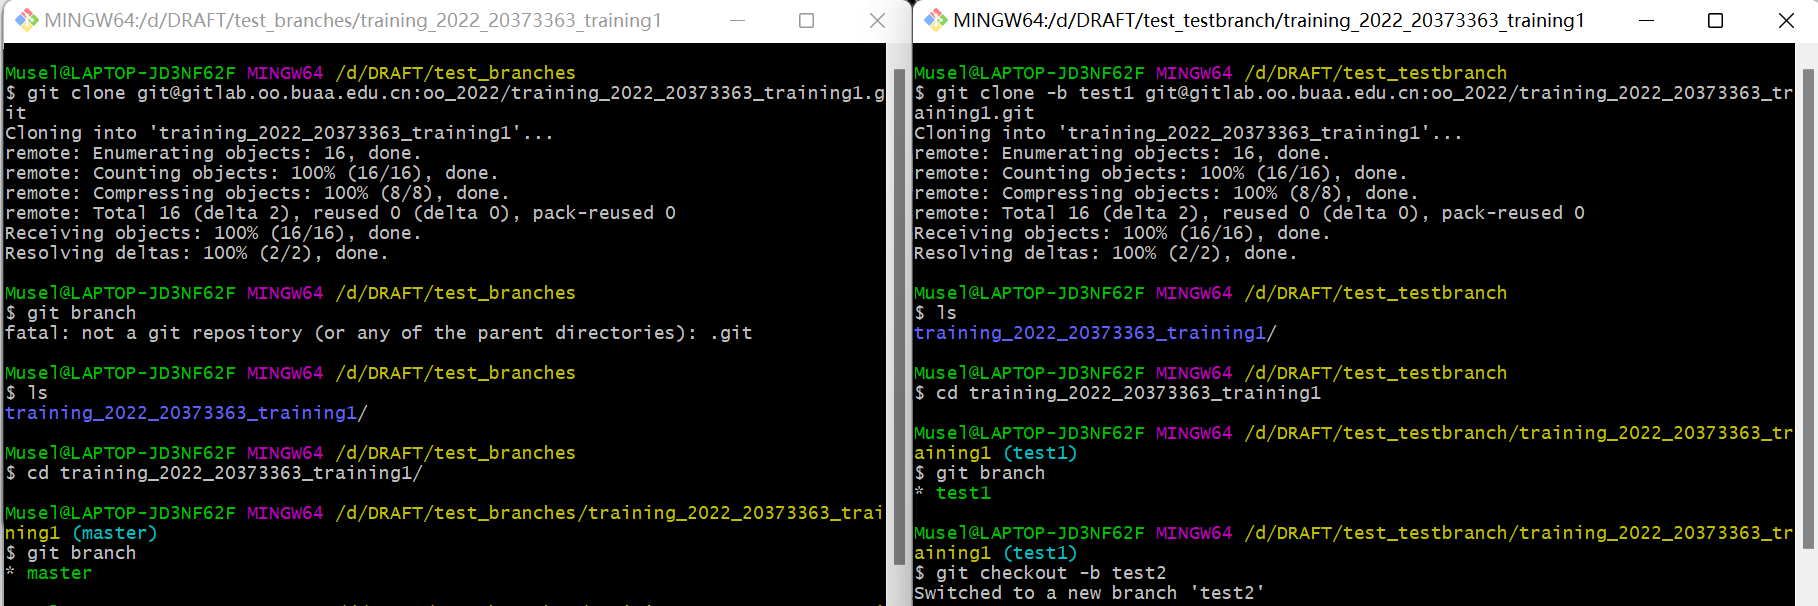 MINGW64:/d/DRAFT/test_branches/training_2022_20373363_training1
Musel@LAPTOP-JD3NF62F MINGW64 /d/DRAFT/test_branches
$ git clone git@gitlab.oo.buaa.edu.cn:oo_2022/training_2022_20373363_training1.g
it
Cloning into 'training_2022_20373363_training1'...
remote: Enumerating objects: 16, done.
remote: Counting objects: 100% (16/16), done.
remote: Compressing objects: 100% (8/8), done.
remote: Total 16 (delta 2), reused 0 (delta 0), pack-reused 0
Receiving objects: 100% (16/16), done.
Resolving deltas: 100% (2/2), done.
Musel@LAPTOP-JD3NF62F MINGW64 /d/DRAFT/test_branches
$ git branch
fatal: not a git repository (or any of the parent directories): .git
Musel@LAPTOP-JD3NF62F MINGW64 /d/DRAFT/test_branches
$ ls
training_2022_20373363_training1/
Musel@LAPTOP-JD3NF62F MINGW64 /d/DRAFT/test_branches
$ cd training_2022_20373363_training1/
Musel@LAPTOP-JD3NF62F MINGW64 /d/DRAFT/test_branches/training_2022_20373363_trai
ning1 (master)
$ git branch
* master
MINGW64:/d/DRAFT/test_testbranch/training_2022_20373363_training1
Musel@LAPTOP-JD3NF62F MINGW64 /d/DRAFT/test_testbranch
$ git clone -b test1 git@gitlab.oo.buaa.edu.cn:oo_2022/training_2022_20373363_tr
aining1.git
Cloning into 'training_2022_20373363_training1'...
remote: Enumerating objects: 16, done.
remote: Counting objects: 100% (16/16), done.
remote: Compressing objects: 100% (8/8), done.
remote: Total 16 (delta 2), reused 0 (delta 0), pack-reused 0
Receiving objects: 100% (16/16), done.
Resolving deltas: 100% (2/2), done.
Musel@LAPTOP-JD3NF62F MINGW64 /d/DRAFT/test_testbranch
$ ls
training_2022_20373363_training1/
Musel@LAPTOP-JD3NF62F MINGW64 /d/DRAFT/test_testbranch
$ cd training_2022_20373363_training1
Musel@LAPTOP-JD3NF62F MINGW64 /d/DRAFT/test_testbranch/training_2022_20373363_tr
aining1 (test1)
$ git branch
* test1
Musel@LAPTOP-JD3NF62F MINGW64 /d/DRAFT/test_testbranch/training_2022_20373363_tr
aining1 (test1)
$ git checkout -b test2
Switched to a new branch 'test2'